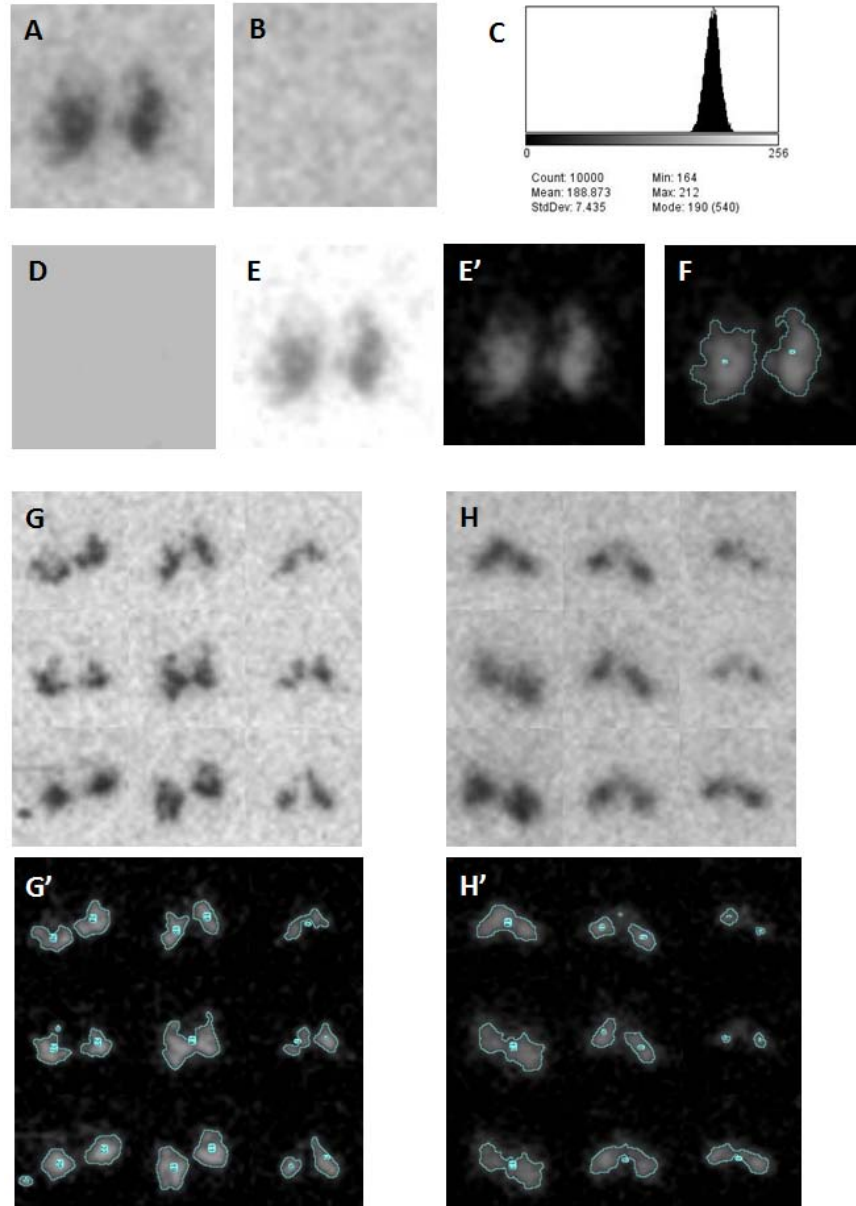 A
B
C
0 256
Count: 10000 Min: 164
Mean: 188.873 Max: 212
StdDev: 7.435 Mode: 190 (540)
D
E
E’
F
G
H
G’
H’